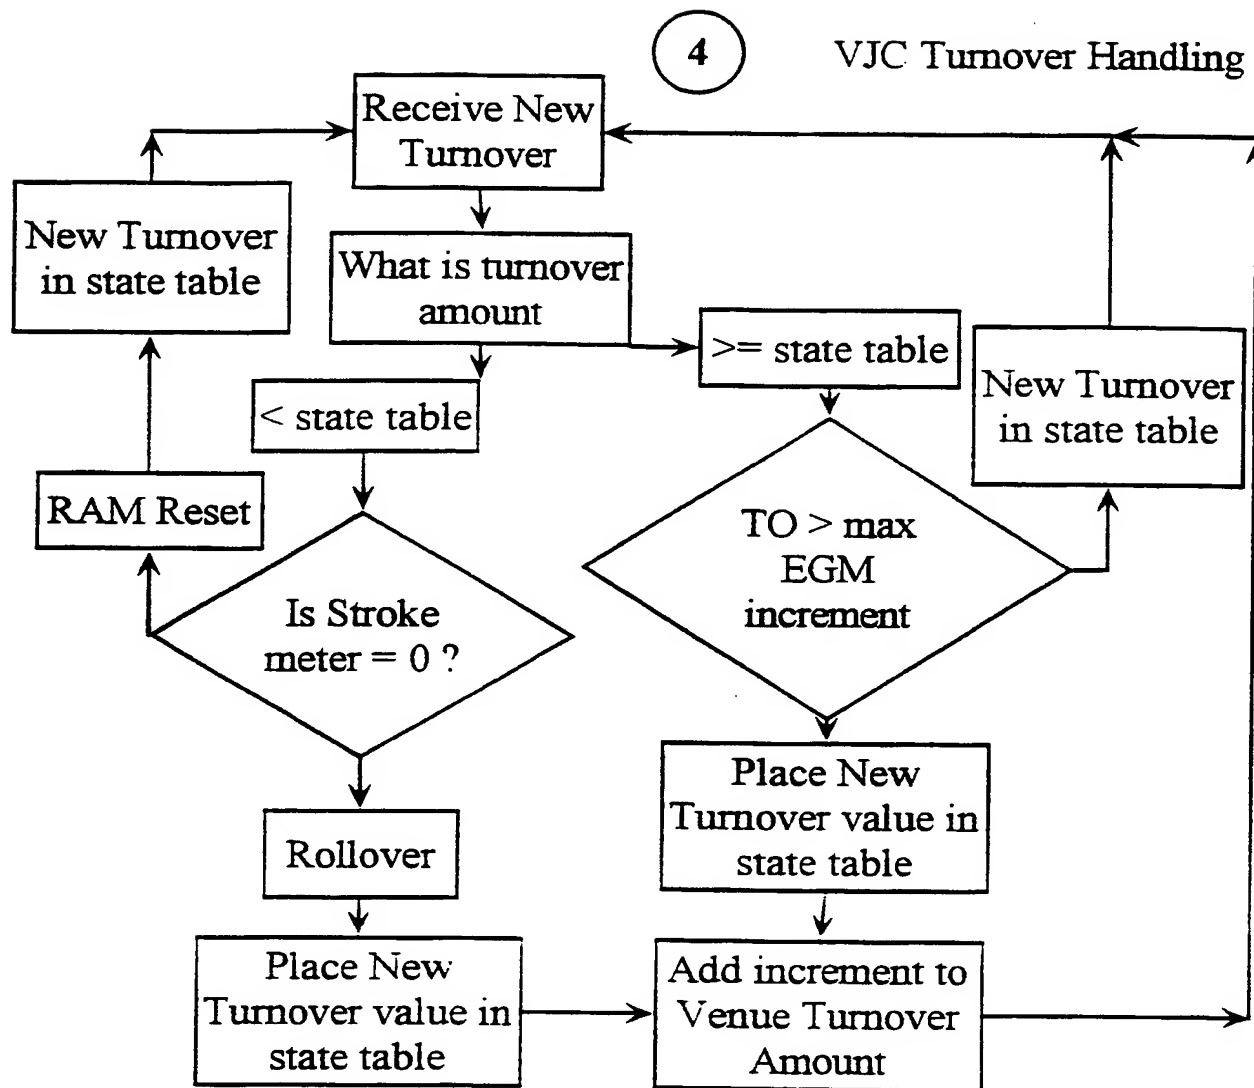 4
VJC Turnover Handling
Receive New
Turnover
New Turnover
in state table
What is turnover
amount
>= state table
< state table
New Turnover
in state table
RAM Reset
TO > max
EGM
increment
Is Stroke
meter = 0 ?
Place New
Turnover value in
state table
Rollover
Place New
Turnover value in
state table
Add increment to
Venue Turnover
Amount